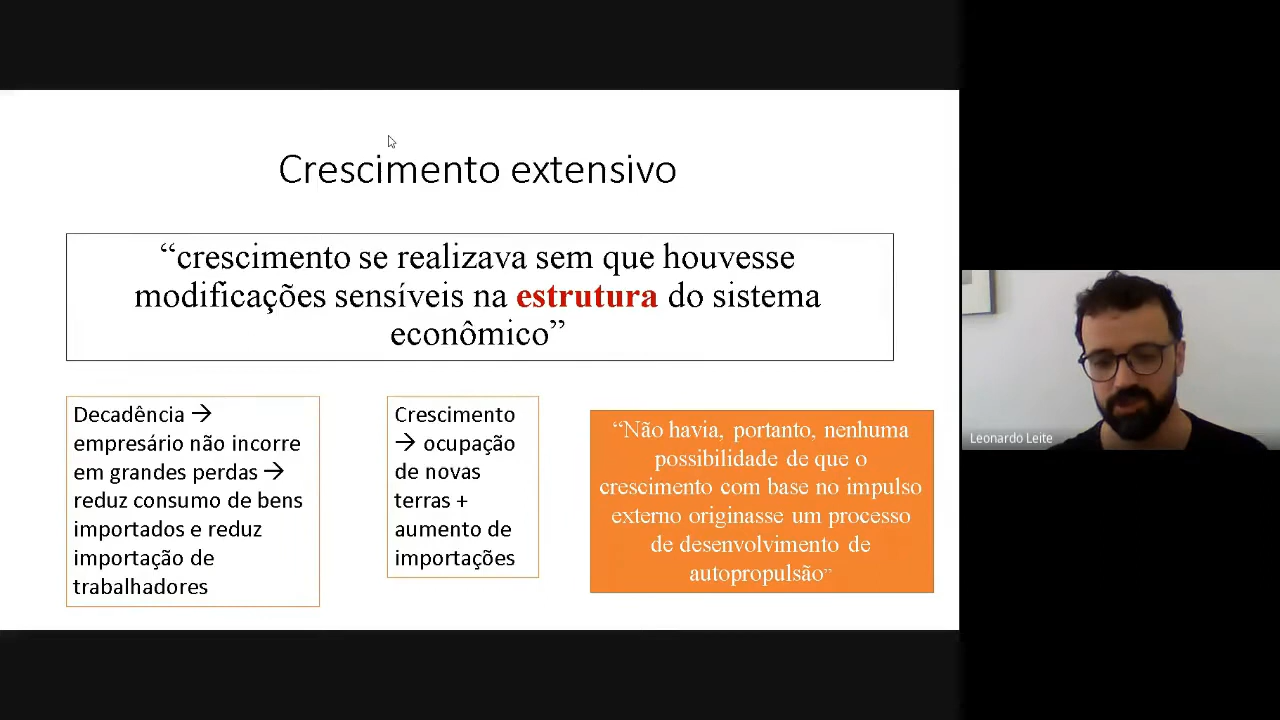 Crescimento extensivo
“crescimento se realizava sem que houvesse
modificações sensíveis na estrutura do sistema
econômico”
Decadência →
empresário não incorre
em grandes perdas →
reduz consumo de bens
importados e reduz
importação de
trabalhadores
Crescimento
→ ocupação
de novas
terras +
aumento de
importações
“Não havia, portanto, nenhuma
possibilidade de que o
crescimento com base no impulso
externo originasse um processo
de desenvolvimento de
autopropulsão”
Leonardo Leite